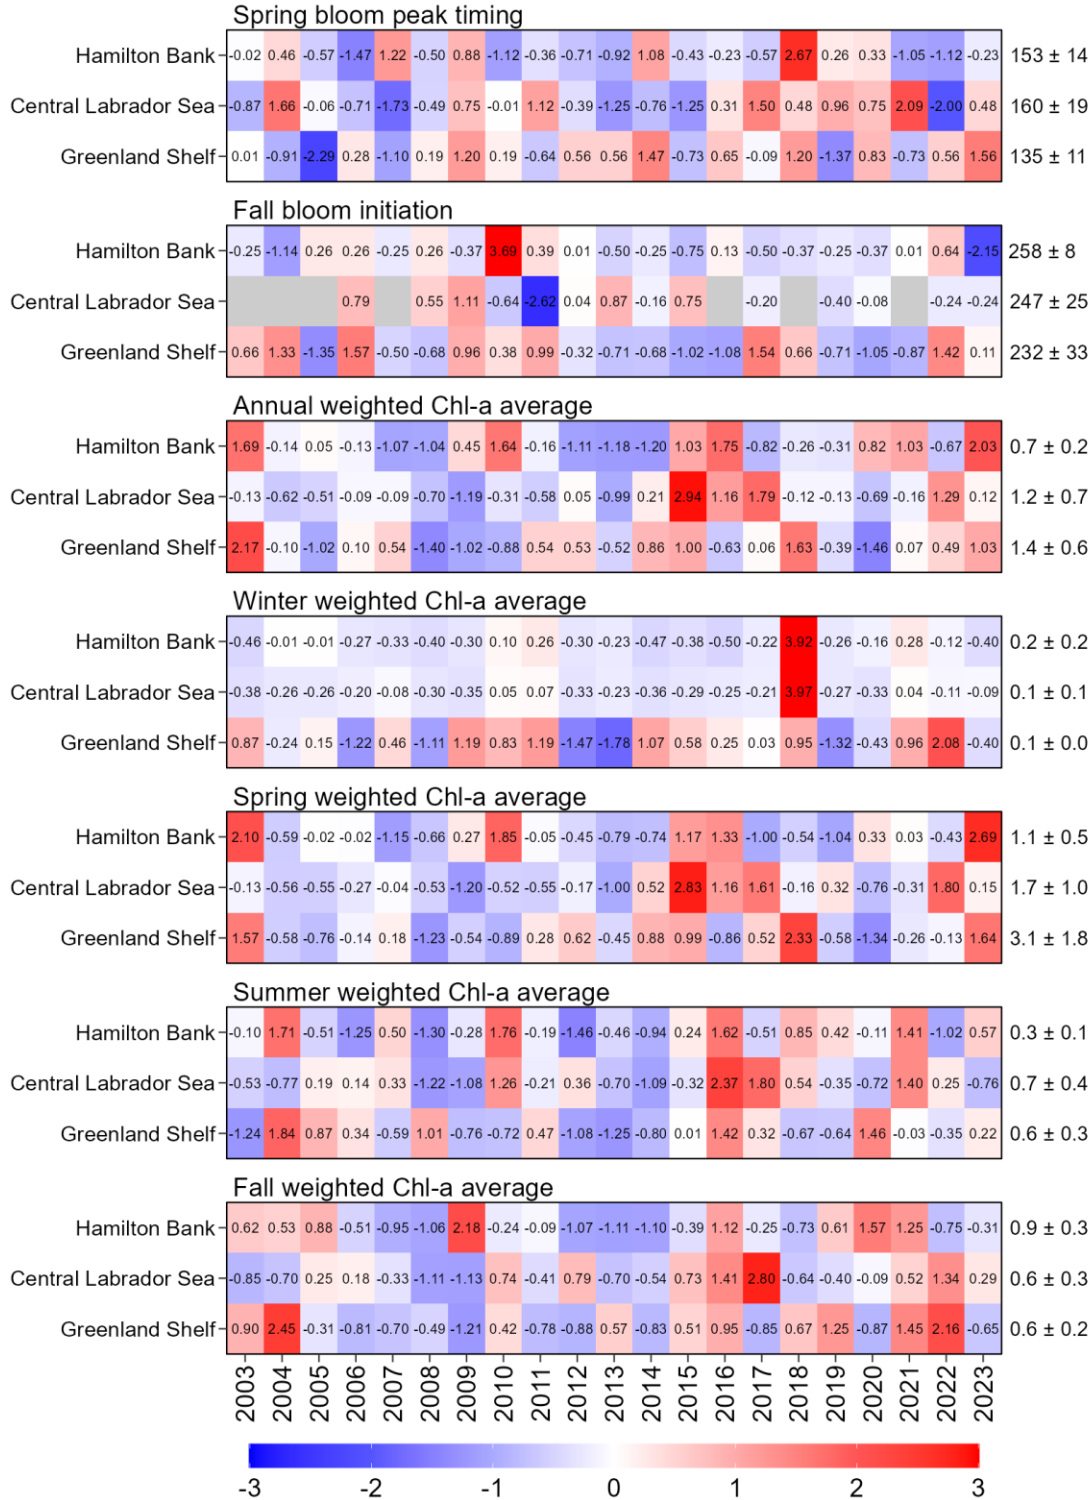 Spring bloom peak timing
Hamilton Bank -0.02 0.46 -0.57 -1.47 1.22 -0.50 0.88 -1.12 -0.36 -0.71 -0.92 1.08 -0.43 -0.23 -0.57 2.67 0.26 0.33 -1.05 -1.12 -0.23 153 ± 14
Central Labrador Sea -0.87 1.66 -0.06 -0.71 -1.73 -0.49 0.75 -0.01 1.12 -0.39 -1.25 -0.76 -1.25 0.31 1.50 0.48 0.96 0.75 2.09 -2.00 0.48 160 ± 19
Greenland Shelf 0.01 -0.91 -2.29 0.28 -1.10 0.19 1.20 0.19 -0.64 0.56 0.56 1.47 -0.73 0.65 -0.09 1.20 -1.37 0.83 -0.73 0.56 1.56 135 ± 11
Fall bloom initiation
Hamilton Bank -0.25 -1.14 0.26 0.26 -0.25 0.26 -0.37 3.69 0.39 0.01 -0.50 -0.25 -0.75 0.13 -0.50 -0.37 -0.25 -0.37 0.01 0.64 -2.15 258 ± 8
Central Labrador Sea 0.79 0.55 1.11 -0.64 -2.62 0.04 0.87 -0.16 0.75 -0.20 -0.40 -0.08 -0.24 -0.24 247 ± 25
Greenland Shelf 0.66 1.33 -1.35 1.57 -0.50 -0.68 0.96 0.38 0.99 -0.32 -0.71 -0.68 -1.02 -1.08 1.54 0.66 -0.71 -1.05 -0.87 1.42 0.11 232 ± 33
Annual weighted Chl-a average
Hamilton Bank 1.69 -0.14 0.05 -0.13 -1.07 -1.04 0.45 1.64 -0.16 -1.11 -1.18 -1.20 1.03 1.75 -0.82 -0.26 -0.31 0.82 1.03 -0.67 2.03 0.7 ± 0.2
Central Labrador Sea -0.13 -0.62 -0.51 -0.09 -0.09 -0.70 -1.19 -0.31 -0.58 0.05 -0.99 0.21 2.94 1.16 1.79 -0.12 -0.13 -0.69 -0.16 1.29 0.12 1.2 ± 0.7
Greenland Shelf 2.17 -0.10 -1.02 0.10 0.54 -1.40 -1.02 -0.88 0.54 0.53 -0.52 0.86 1.00 -0.63 0.06 1.63 -0.39 -1.46 0.07 0.49 1.03 1.4 ± 0.6
Winter weighted Chl-a average
Hamilton Bank -0.46 -0.01 -0.01 -0.27 -0.33 -0.40 -0.30 0.10 0.26 -0.30 -0.23 -0.47 -0.38 -0.50 -0.22 3.92 -0.26 -0.16 0.28 -0.12 -0.40 0.2 ± 0.2
Central Labrador Sea -0.38 -0.26 -0.26 -0.20 -0.08 -0.30 -0.35 0.05 0.07 -0.33 -0.23 -0.36 -0.29 -0.25 -0.21 3.97 -0.27 -0.33 0.04 -0.11 -0.09 0.1 ± 0.1
Greenland Shelf 0.87 -0.24 0.15 -1.22 0.46 -1.11 1.19 0.83 1.19 -1.47 -1.78 1.07 0.58 0.25 0.03 0.95 -1.32 -0.43 0.96 2.08 -0.40 0.1 ± 0.0
Spring weighted Chl-a average
Hamilton Bank 2.10 -0.59 -0.02 -0.02 -1.15 -0.66 0.27 1.85 -0.05 -0.45 -0.79 -0.74 1.17 1.33 -1.00 -0.54 -1.04 0.33 0.03 -0.43 2.69 1.1 ± 0.5
Central Labrador Sea -0.13 -0.56 -0.55 -0.27 -0.04 -0.53 -1.20 -0.52 -0.55 -0.17 -1.00 0.52 2.83 1.16 1.61 -0.16 0.32 -0.76 -0.31 1.80 0.15 1.7 ± 1.0
Greenland Shelf 1.57 -0.58 -0.76 -0.14 0.18 -1.23 -0.54 -0.89 0.28 0.62 -0.45 0.88 0.99 -0.86 0.52 2.33 -0.58 -1.34 -0.26 -0.13 1.64 3.1 ± 1.8
Summer weighted Chl-a average
Hamilton Bank -0.10 1.71 -0.51 -1.25 0.50 -1.30 -0.28 1.76 -0.19 -1.46 -0.46 -0.94 0.24 1.62 -0.51 0.85 0.42 -0.11 1.41 -1.02 0.57 0.3 ± 0.1
Central Labrador Sea -0.53 -0.77 0.19 0.14 0.33 -1.22 -1.08 1.26 -0.21 0.36 -0.70 -1.09 -0.32 2.37 1.80 0.54 -0.35 -0.72 1.40 0.25 -0.76 0.7 ± 0.4
Greenland Shelf -1.24 1.84 0.87 0.34 -0.59 1.01 -0.76 -0.72 0.47 -1.08 -1.25 -0.80 0.01 1.42 0.32 -0.67 -0.64 1.46 -0.03 -0.35 0.22 0.6 ± 0.3
Fall weighted Chl-a average
Hamilton Bank 0.62 0.53 0.88 -0.51 -0.95 -1.06 2.18 -0.24 -0.09 -1.07 -1.11 -1.10 -0.39 1.12 -0.25 -0.73 0.61 1.57 1.25 -0.75 -0.31 0.9 ± 0.3
Central Labrador Sea -0.85 -0.70 0.25 0.18 -0.33 -1.11 -1.13 0.74 -0.41 0.79 -0.70 -0.54 0.73 1.41 2.80 -0.64 -0.40 -0.09 0.52 1.34 0.29 0.6 ± 0.3
Greenland Shelf 0.90 2.45 -0.31 -0.81 -0.70 -0.49 -1.21 0.42 -0.78 -0.88 0.57 -0.83 0.51 0.95 -0.85 0.67 1.25 -0.87 1.45 2.16 -0.65 0.6 ± 0.2
2003 2004 2005 2006 2007 2008 2009 2010 2011 2012 2013 2014 2015 2016 2017 2018 2019 2020 2021 2022 2023
-3 -2 -1 0 1 2 3